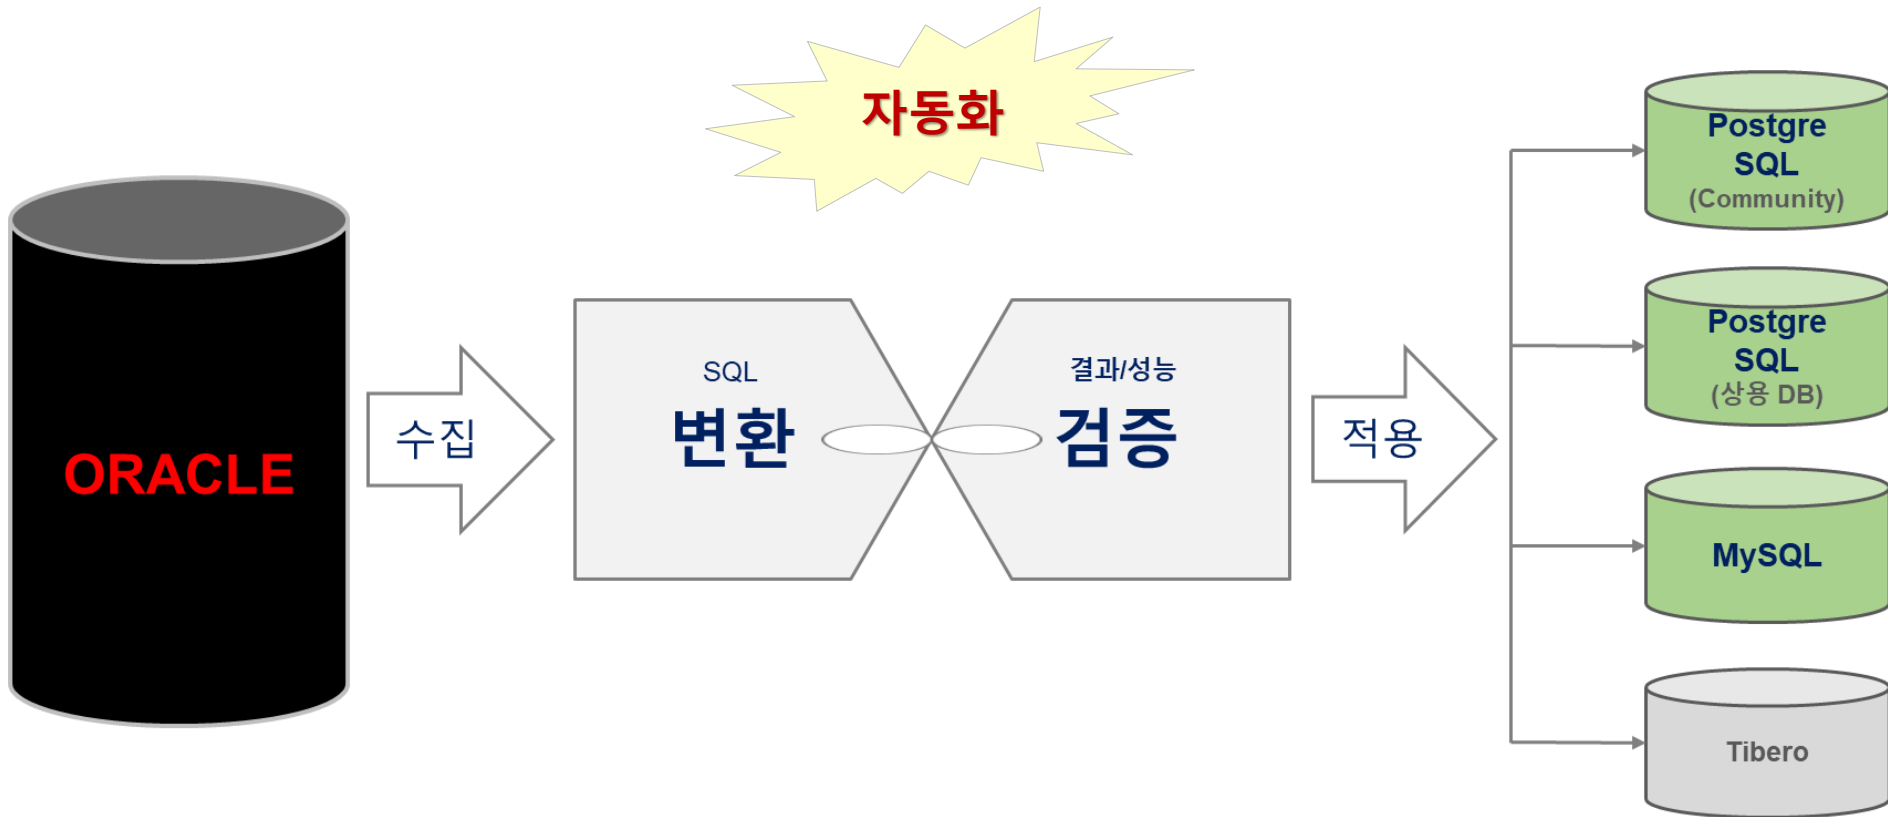 자동화
ORACLE
수집
SQL
변환
결과/성능
검증
적용
Postgre
SQL
(Community)
Postgre
SQL
(상용 DB)
MySQL
Tibero